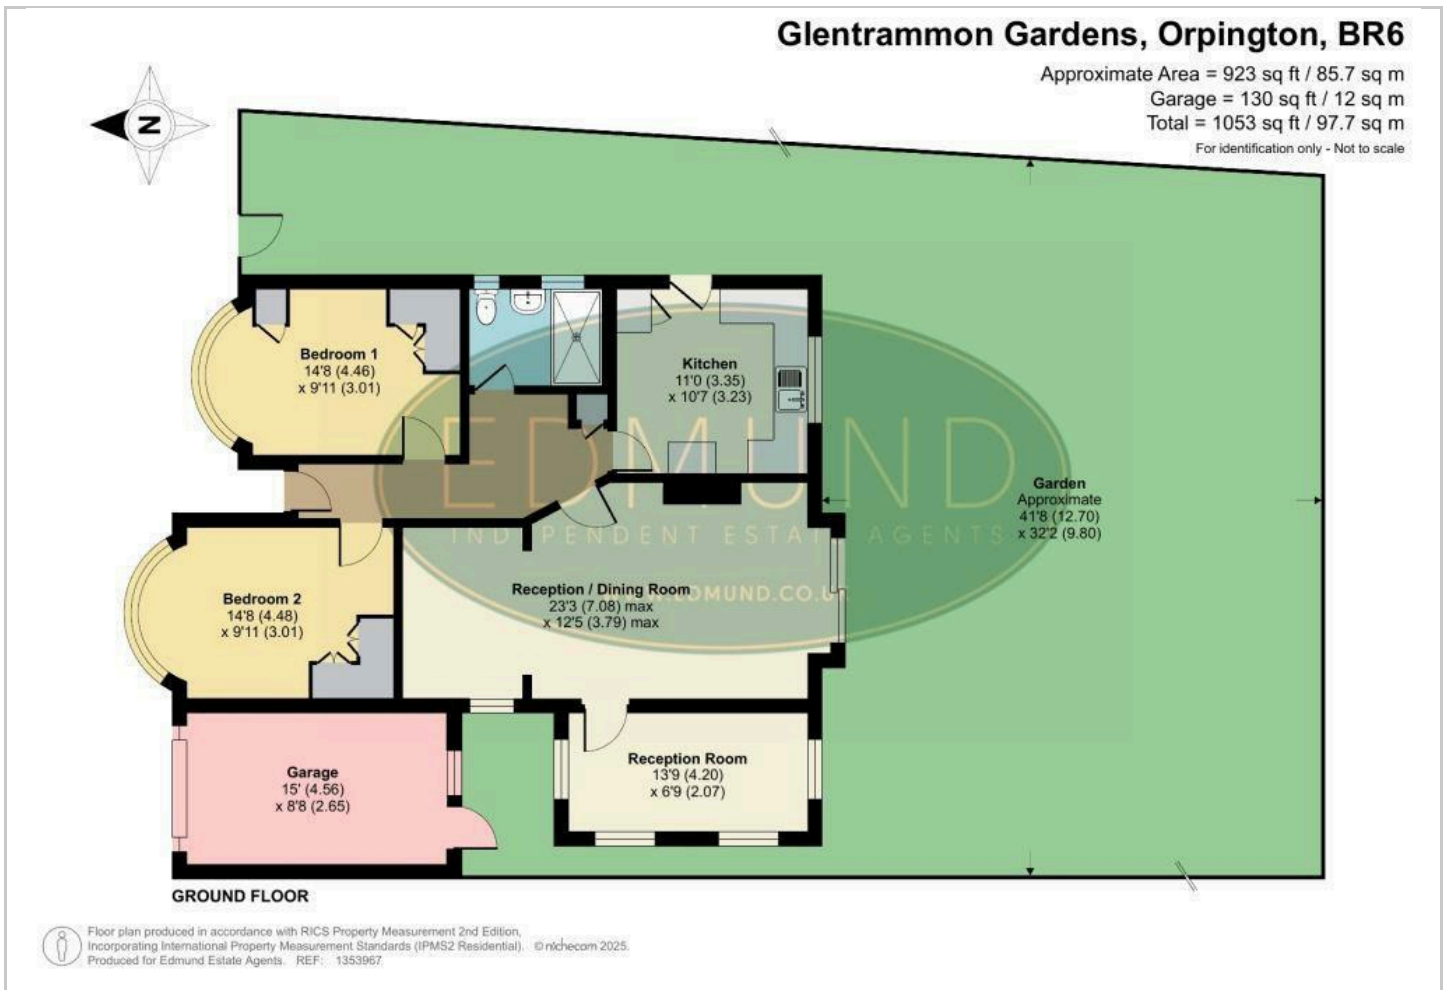 Glentrammon Gardens, Orpington, BR6
Approximate Area = 923 sq ft / 85.7 sq m
Garage = 130 sq ft / 12 sq m
Total = 1053 sq ft / 97.7 sq m
For identification only - Not to scale
N
Bedroom 1
14'8 (4.46)
x 9'11 (3.01)
Kitchen
11'0 (3.35)
x 10'7 (3.23)
EDMUND
INDEPENDENT ESTATE AGENTS
WWW.EDMUND.CO.UK
Garden
Approximate
41'8 (12.70)
x 32'2 (9.80)
Bedroom 2
14'8 (4.48)
x 9'11 (3.01)
Reception / Dining Room
23'3 (7.08) max
x 12'5 (3.79) max
Reception Room
13'9 (4.20)
x 6'9 (2.07)
Garage
15' (4.56)
x 8'8 (2.65)
GROUND FLOOR
Floor plan produced in accordance with RICS Property Measurement 2nd Edition,
Incorporating International Property Measurement Standards (IPMS2 Residential). © nichecom 2025.
Produced for Edmund Estate Agents. REF: 1353967